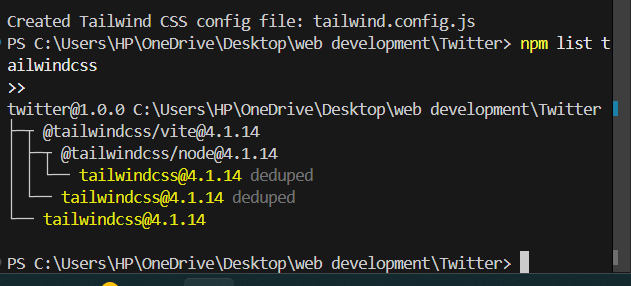 Created Tailwind CSS config file: tailwind.config.js
PS C:\Users\HP\OneDrive\Desktop\web development\Twitter> npm list t
ailwindcss
>>
twitter@1.0.0 C:\Users\HP\OneDrive\Desktop\web development\Twitter
├─┬ @tailwindcss/vite@4.1.14
│ ├─┬ @tailwindcss/node@4.1.14
│ │ └── tailwindcss@4.1.14 deduped
│ └── tailwindcss@4.1.14 deduped
└── tailwindcss@4.1.14
PS C:\Users\HP\OneDrive\Desktop\web development\Twitter>